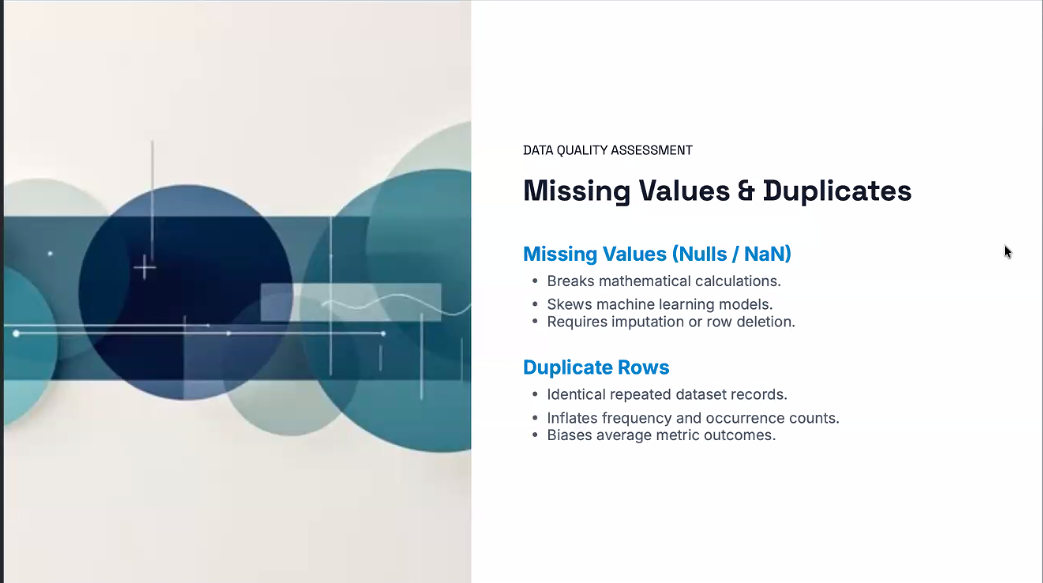 DATA QUALITY ASSESSMENT
Missing Values & Duplicates
Missing Values (Nulls / NaN)
• Breaks mathematical calculations.
• Skews machine learning models.
• Requires imputation or row deletion.
Duplicate Rows
• Identical repeated dataset records.
• Inflates frequency and occurrence counts.
• Biases average metric outcomes.